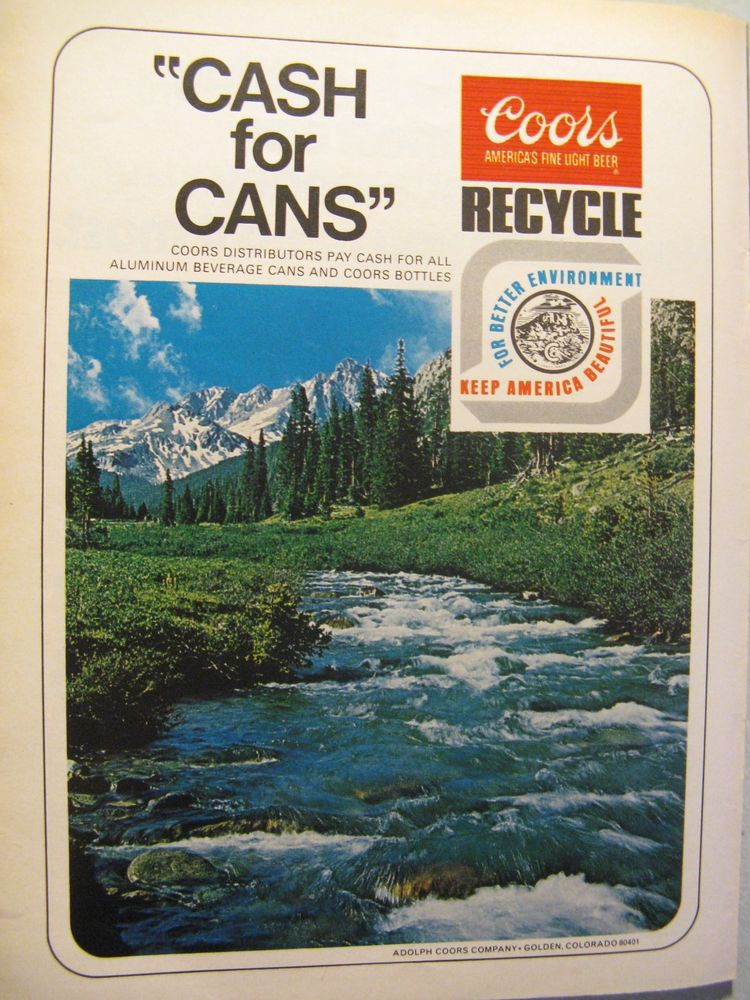 "CASH
for
CANS"
COORS DISTRIBUTORS PAY CASH FOR ALL
ALUMINUM BEVERAGE CANS AND COORS BOTTLES
Coors
AMERICA'S FINE LIGHT BEER
®
RECYCLE
FOR BETTER ENVIRONMENT
KEEP AMERICA BEAUTIFUL
ADOLPH COORS COMPANY • GOLDEN, COLORADO 80401